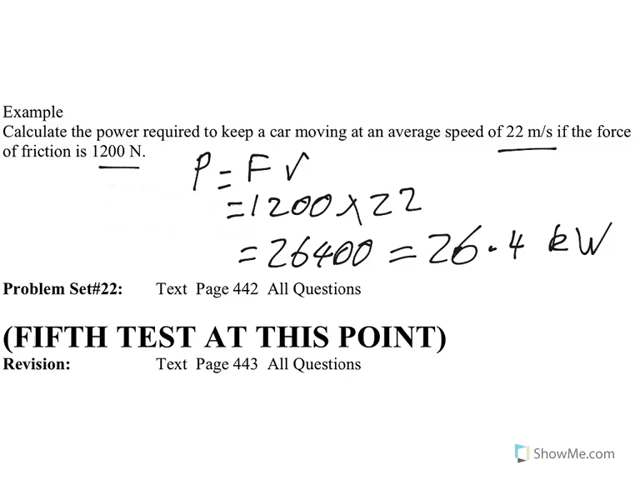 Example
Calculate the power required to keep a car moving at an average speed of 22 m/s if the force
of friction is 1200 N.
P = F v
= 1200 x 22
= 26400 = 26.4 kW
Problem Set#22: Text Page 442 All Questions
(FIFTH TEST AT THIS POINT)
Revision: Text Page 443 All Questions
ShowMe.com